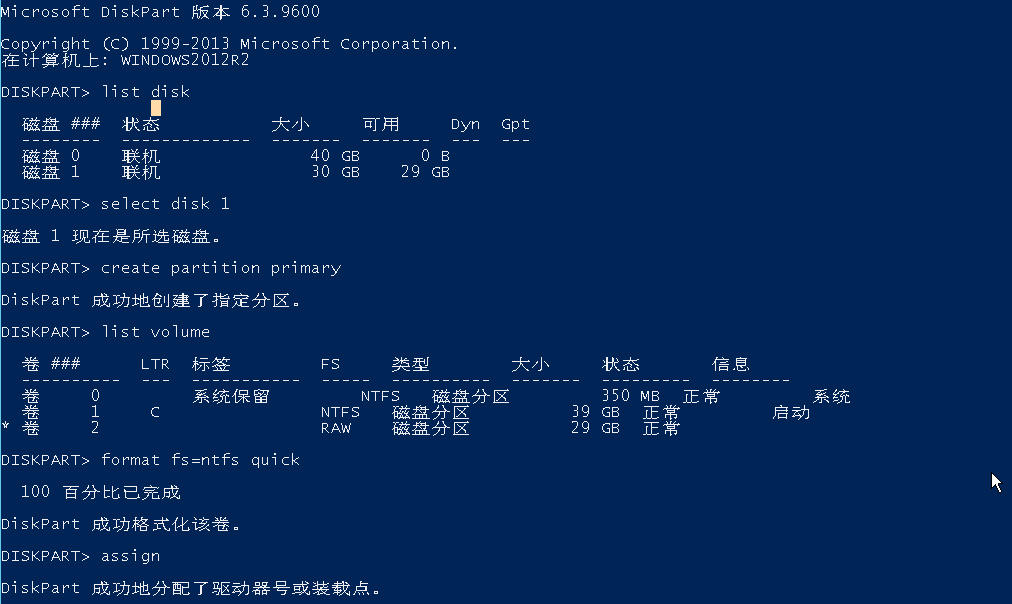 Microsoft DiskPart 版本 6.3.9600
Copyright (C) 1999-2013 Microsoft Corporation.
在计算机上: WINDOWS2012R2
DISKPART> list disk
磁盘 ### 状态 大小 可用 Dyn Gpt
-------- ------------- ------- ------- --- ---
磁盘 0 联机 40 GB 0 B
磁盘 1 联机 30 GB 29 GB
DISKPART> select disk 1
磁盘 1 现在是所选磁盘。
DISKPART> create partition primary
DiskPart 成功地创建了指定分区。
DISKPART> list volume
卷 ### LTR 标签 FS 类型 大小 状态 信息
---------- --- ----------- ----- ---------- ------- --------- --------
卷 0 系统保留 NTFS 磁盘分区 350 MB 正常 系统
卷 1 C NTFS 磁盘分区 39 GB 正常 启动
* 卷 2 RAW 磁盘分区 29 GB 正常
DISKPART> format fs=ntfs quick
100 百分比已完成
DiskPart 成功格式化该卷。
DISKPART> assign
DiskPart 成功地分配了驱动器号或装载点。